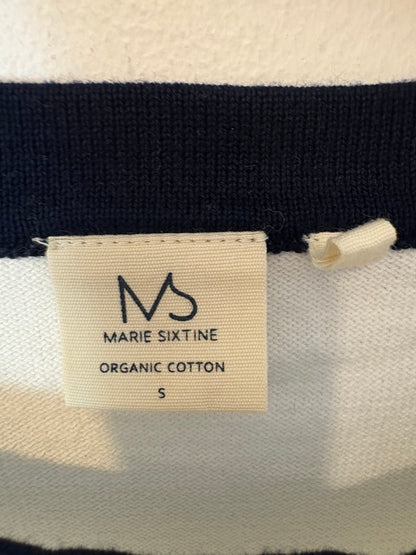 MS
MARIE SIXTINE
ORGANIC COTTON
S